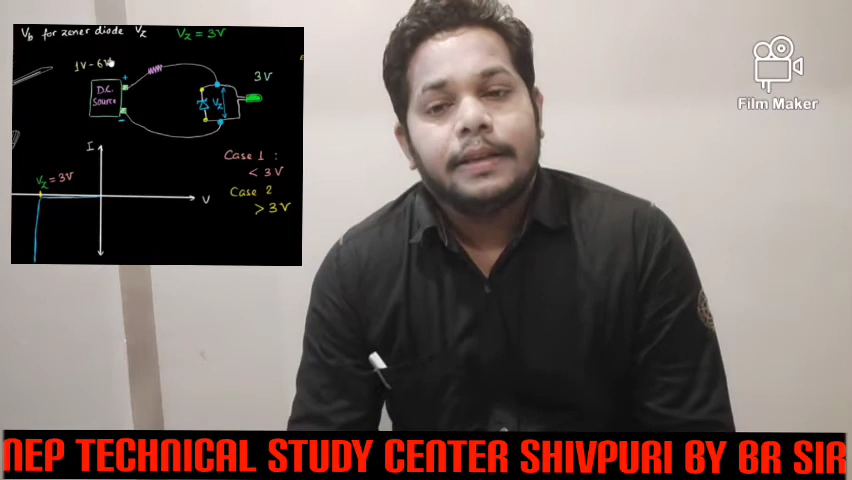 Vb for zener diode Vz
Vz = 3V
1V - 6V
+
D.C.
Source
-
Vz
3V
I
Vz = 3V
V
Case 1 :
< 3V
Case 2
> 3V
Film Maker
NEP TECHNICAL STUDY CENTER SHIVPURI BY BR SIR